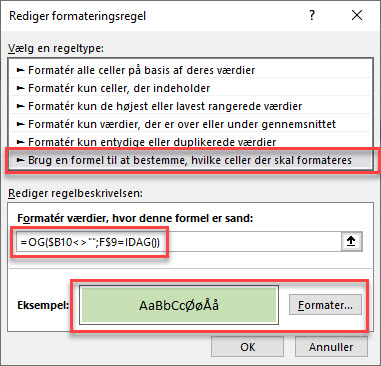 Rediger formateringsregel
Vælg en regeltype:
► Formatér alle celler på basis af deres værdier
► Formatér kun celler, der indeholder
► Formatér kun de højest eller lavest rangerede værdier
► Formatér kun værdier, der er over eller under gennemsnittet
► Formatér kun entydige eller duplikerede værdier
► Brug en formel til at bestemme, hvilke celler der skal formateres
Rediger regelbeskrivelsen:
Formatér værdier, hvor denne formel er sand:
=OG($B10<>"";F$9=IDAG())
Eksempel:
AaBbCcØøÅå
Formater...
OK
Annuller